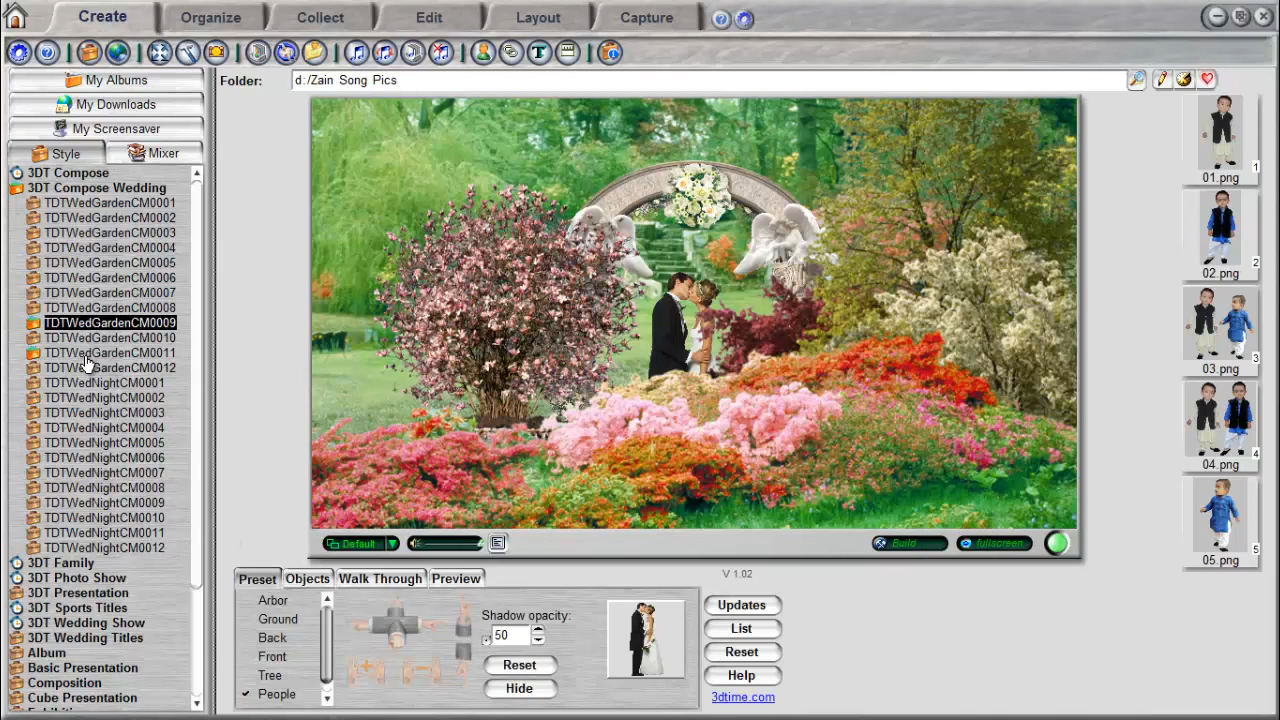 Create
Organize
Collect
Edit
Layout
Capture
My Albums
My Downloads
My Screensaver
Style
Mixer
Folder:
d:/Zain Song Pics
3DT Compose
3DT Compose Wedding
TDTWedGardenCM0001
TDTWedGardenCM0002
TDTWedGardenCM0003
TDTWedGardenCM0004
TDTWedGardenCM0005
TDTWedGardenCM0006
TDTWedGardenCM0007
TDTWedGardenCM0008
TDTWedGardenCM0009
TDTWedGardenCM0010
TDTWedGardenCM0011
TDTWedGardenCM0012
TDTWedNightCM0001
TDTWedNightCM0002
TDTWedNightCM0003
TDTWedNightCM0004
TDTWedNightCM0005
TDTWedNightCM0006
TDTWedNightCM0007
TDTWedNightCM0008
TDTWedNightCM0009
TDTWedNightCM0010
TDTWedNightCM0011
TDTWedNightCM0012
3DT Family
3DT Photo Show
3DT Presentation
3DT Sports Titles
3DT Wedding Show
3DT Wedding Titles
Album
Basic Presentation
Composition
Cube Presentation
Default
Build
fullscreen
V 1.02
Preset
Objects
Walk Through
Preview
Arbor
Ground
Back
Front
Tree
People
Shadow opacity:
50
Reset
Hide
Updates
List
Reset
Help
3dtime.com
1
01.png
2
02.png
3
03.png
4
04.png
5
05.png